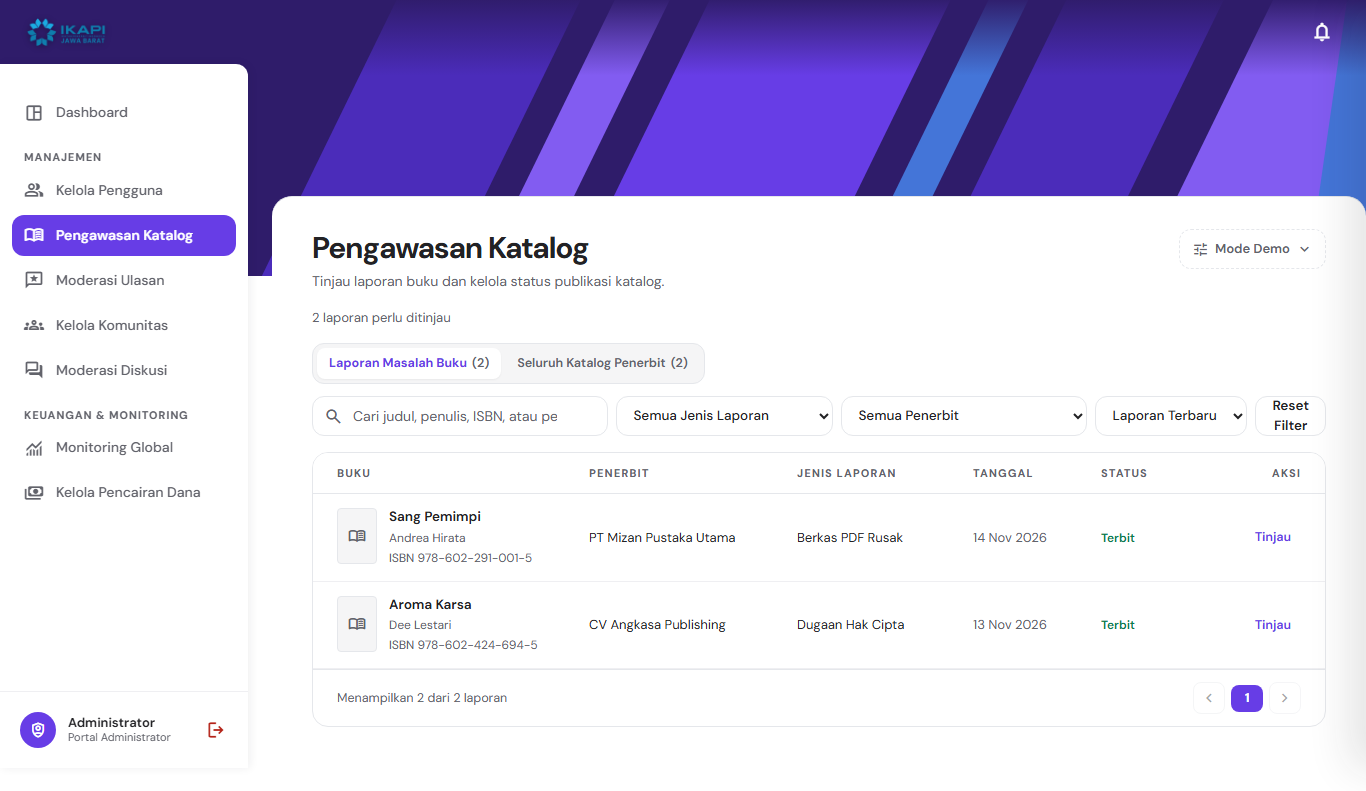 IKAPI
JAWA BARAT
Dashboard
MANAJEMEN
Kelola Pengguna
Pengawasan Katalog
Moderasi Ulasan
Kelola Komunitas
Moderasi Diskusi
KEUANGAN & MONITORING
Monitoring Global
Kelola Pencairan Dana
Administrator
Portal Administrator
Pengawasan Katalog
Mode Demo
Tinjau laporan buku dan kelola status publikasi katalog.
2 laporan perlu ditinjau
Laporan Masalah Buku (2) Seluruh Katalog Penerbit (2)
Cari judul, penulis, ISBN, atau pe Semua Jenis Laporan Semua Penerbit Laporan Terbaru Reset Filter
BUKU PENERBIT JENIS LAPORAN TANGGAL STATUS AKSI
Sang Pemimpi
Andrea Hirata PT Mizan Pustaka Utama Berkas PDF Rusak 14 Nov 2026 Terbit Tinjau
ISBN 978-602-291-001-5
Aroma Karsa
Dee Lestari CV Angkasa Publishing Dugaan Hak Cipta 13 Nov 2026 Terbit Tinjau
ISBN 978-602-424-694-5
Menampilkan 2 dari 2 laporan 1